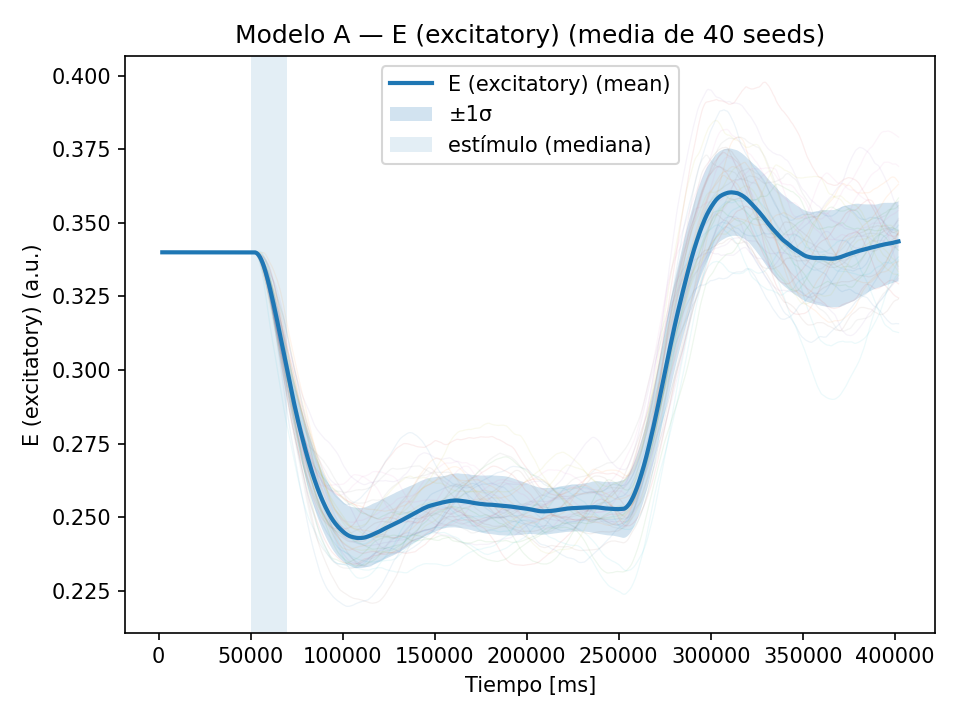 Modelo A — E (excitatory) (media de 40 seeds)
E (excitatory) (mean)
±1σ
estímulo (mediana)
E (excitatory) (a.u.)
0.400
0.375
0.350
0.325
0.300
0.275
0.250
0.225
0 50000 100000 150000 200000 250000 300000 350000 400000
Tiempo [ms]